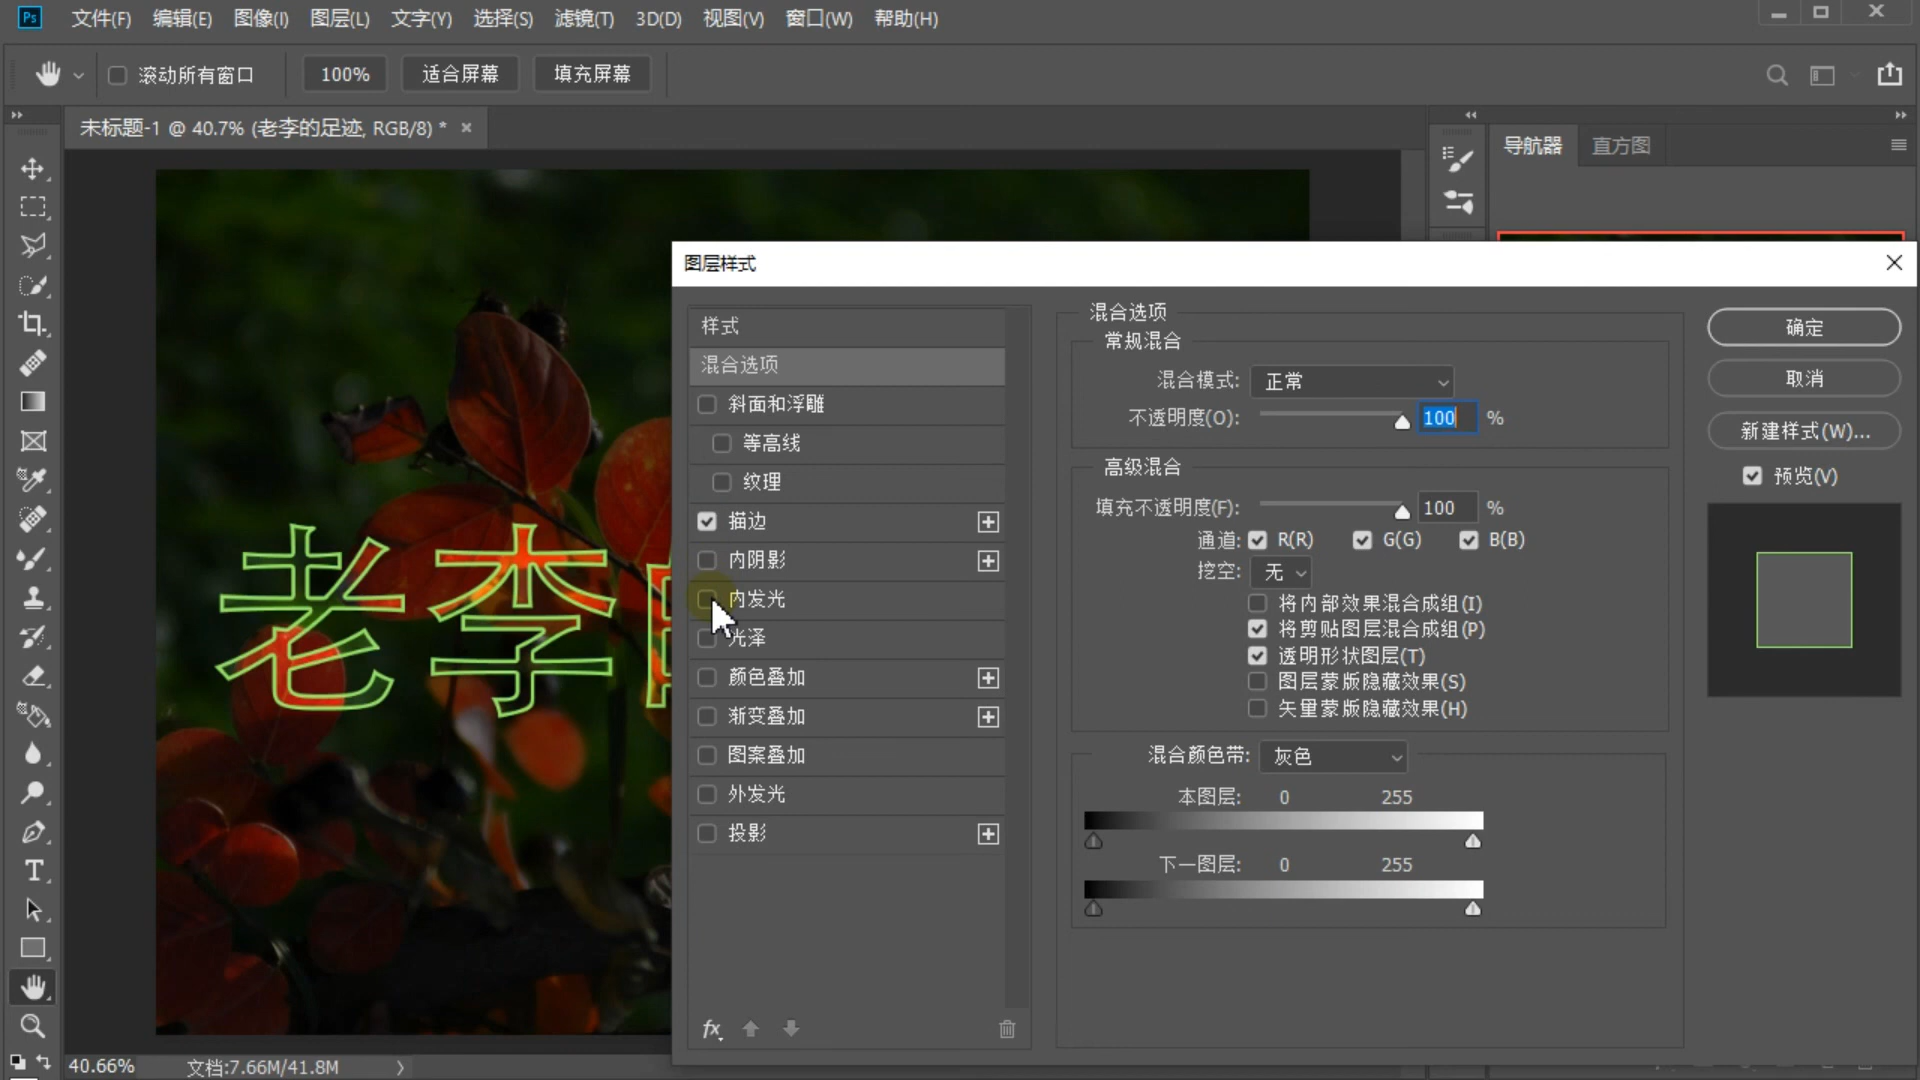 Ps 文件(F) 编辑(E) 图像(I) 图层(L) 文字(Y) 选择(S) 滤镜(T) 3D(D) 视图(V) 窗口(W) 帮助(H)
滚动所有窗口 100% 适合屏幕 填充屏幕
未标题-1 @ 40.7% (老李的足迹, RGB/8) *
导航器 直方图
图层样式
样式
混合选项
斜面和浮雕
等高线
纹理
描边
内阴影
内发光
光泽
颜色叠加
渐变叠加
图案叠加
外发光
投影
fx
混合选项
常规混合
混合模式: 正常
不透明度(O): 100 %
高级混合
填充不透明度(F): 100 %
通道: R(R) G(G) B(B)
挖空: 无
将内部效果混合成组(I)
将剪贴图层混合成组(P)
透明形状图层(T)
图层蒙版隐藏效果(S)
矢量蒙版隐藏效果(H)
混合颜色带: 灰色
本图层: 0 255
下一图层: 0 255
确定
取消
新建样式(W)...
预览(V)
老李
40.66% 文档:7.66M/41.8M